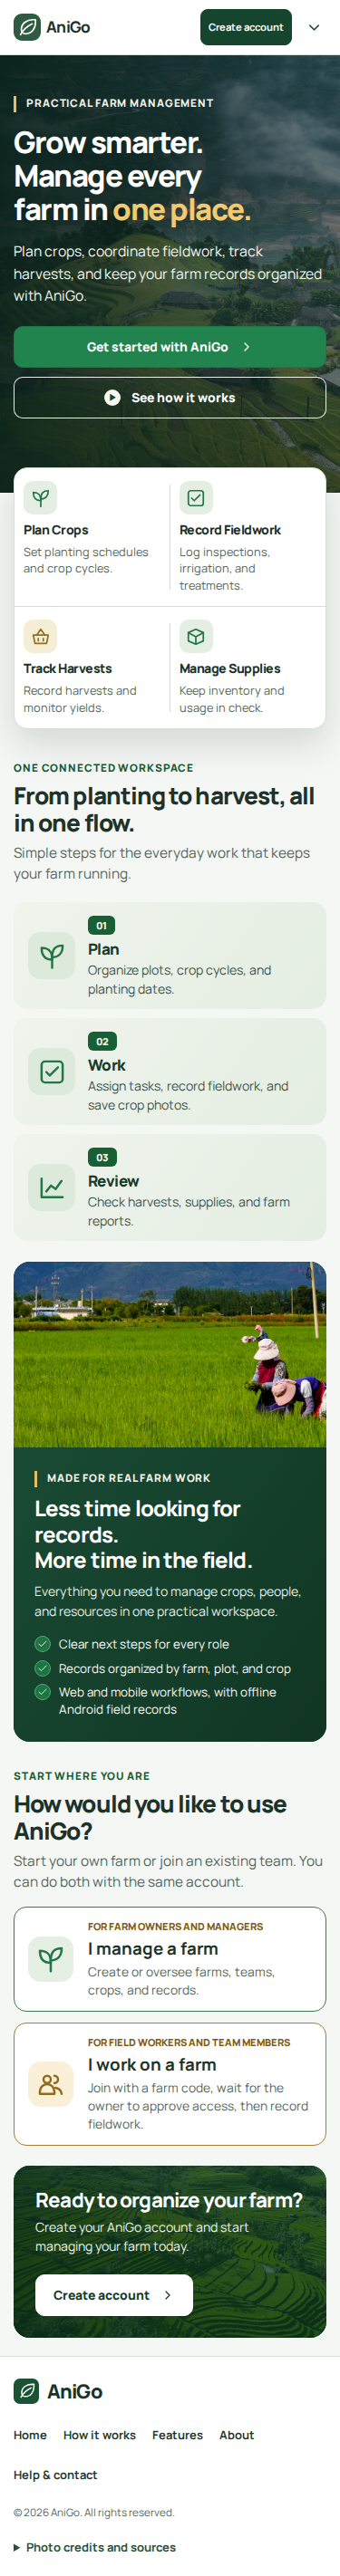 AniGo
Create account
PRACTICAL FARM MANAGEMENT
Grow smarter.
Manage every
farm in one place.
Plan crops, coordinate fieldwork, track
harvests, and keep your farm records organized
with AniGo.
Get started with AniGo
See how it works
Plan Crops
Set planting schedules
and crop cycles.
Record Fieldwork
Log inspections,
irrigation, and
treatments.
Track Harvests
Record harvests and
monitor yields.
Manage Supplies
Keep inventory and
usage in check.
ONE CONNECTED WORKSPACE
From planting to harvest, all
in one flow.
Simple steps for the everyday work that keeps
your farm running.
01
Plan
Organize plots, crop cycles, and
planting dates.
02
Work
Assign tasks, record fieldwork, and
save crop photos.
03
Review
Check harvests, supplies, and farm
reports.
MADE FOR REAL FARM WORK
Less time looking for
records.
More time in the field.
Everything you need to manage crops, people,
and resources in one practical workspace.
Clear next steps for every role
Records organized by farm, plot, and crop
Web and mobile workflows, with offline
Android field records
START WHERE YOU ARE
How would you like to use
AniGo?
Start your own farm or join an existing team. You
can do both with the same account.
FOR FARM OWNERS AND MANAGERS
I manage a farm
Create or oversee farms, teams,
crops, and records.
FOR FIELD WORKERS AND TEAM MEMBERS
I work on a farm
Join with a farm code, wait for the
owner to approve access, then record
fieldwork.
Ready to organize your farm?
Create your AniGo account and start
managing your farm today.
Create account
AniGo
Home How it works Features About
Help & contact
© 2026 AniGo. All rights reserved.
Photo credits and sources